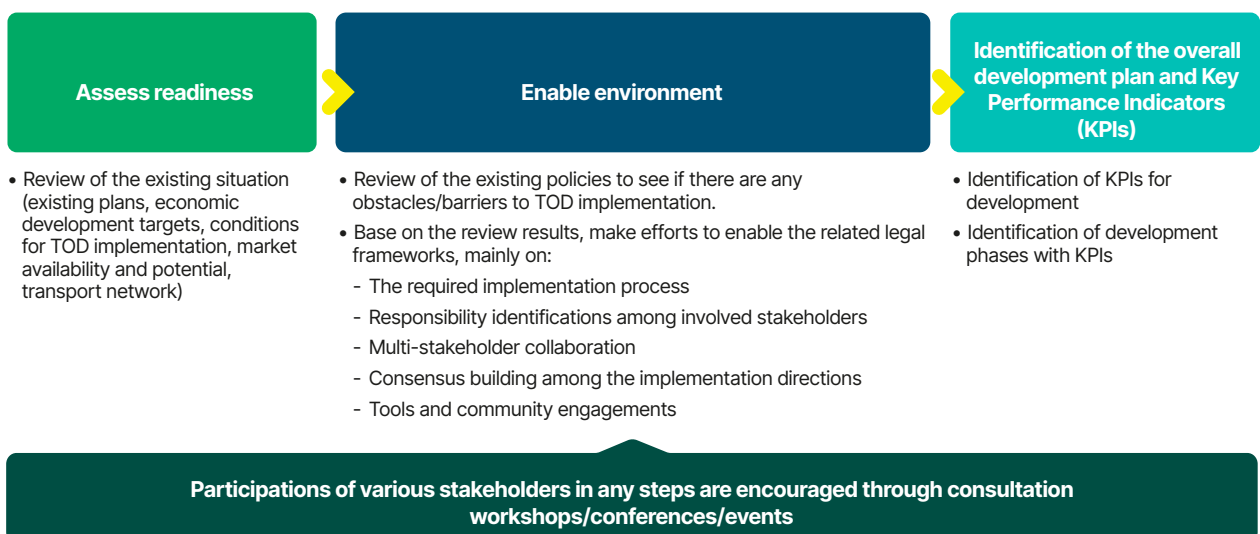 Assess readiness
• Review of the existing situation
(existing plans, economic
development targets, conditions
for TOD implementation, market
availability and potential,
transport network)
Enable environment
• Review of the existing policies to see if there are any
obstacles/barriers to TOD implementation.
• Base on the review results, make efforts to enable the related legal
frameworks, mainly on:
- The required implementation process
- Responsibility identifications among involved stakeholders
- Multi-stakeholder collaboration
- Consensus building among the implementation directions
- Tools and community engagements
Identification of the overall
development plan and Key
Performance Indicators
(KPIs)
• Identification of KPIs for
development
• Identification of development
phases with KPIs
Participations of various stakeholders in any steps are encouraged through consultation
workshops/conferences/events